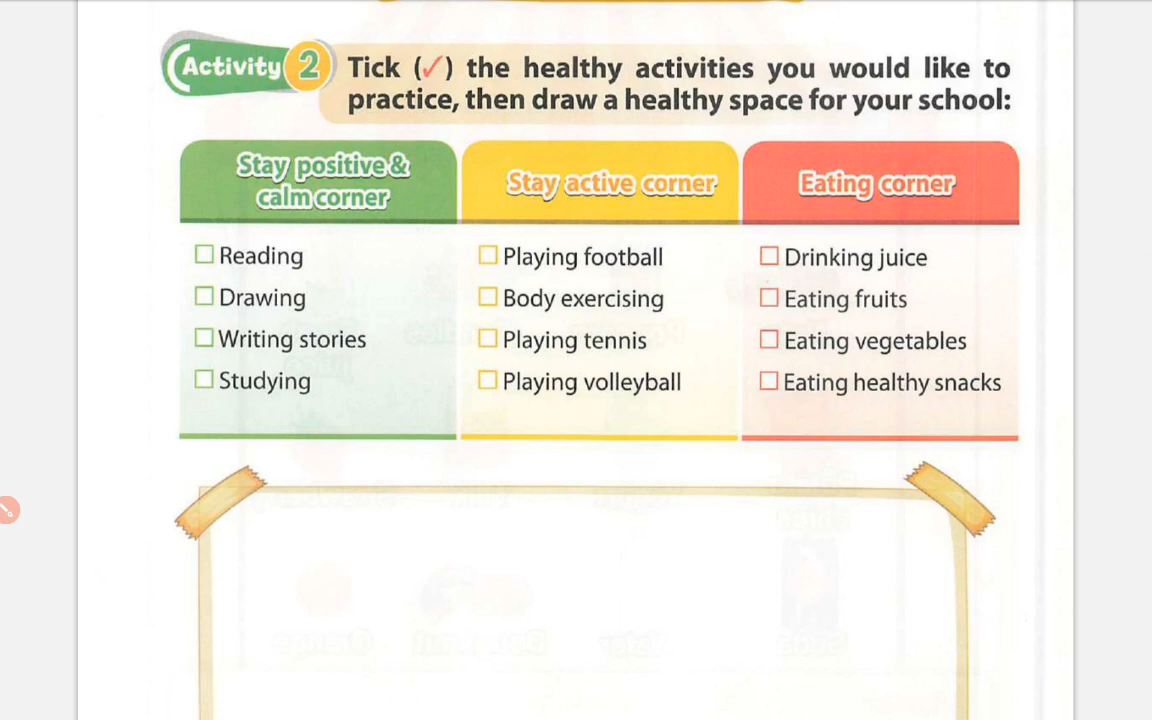 Activity 2
Tick (✓) the healthy activities you would like to
practice, then draw a healthy space for your school:
Stay positive &
calm corner
Stay active corner
Eating corner
Reading
Drawing
Writing stories
Studying
Playing football
Body exercising
Playing tennis
Playing volleyball
Drinking juice
Eating fruits
Eating vegetables
Eating healthy snacks